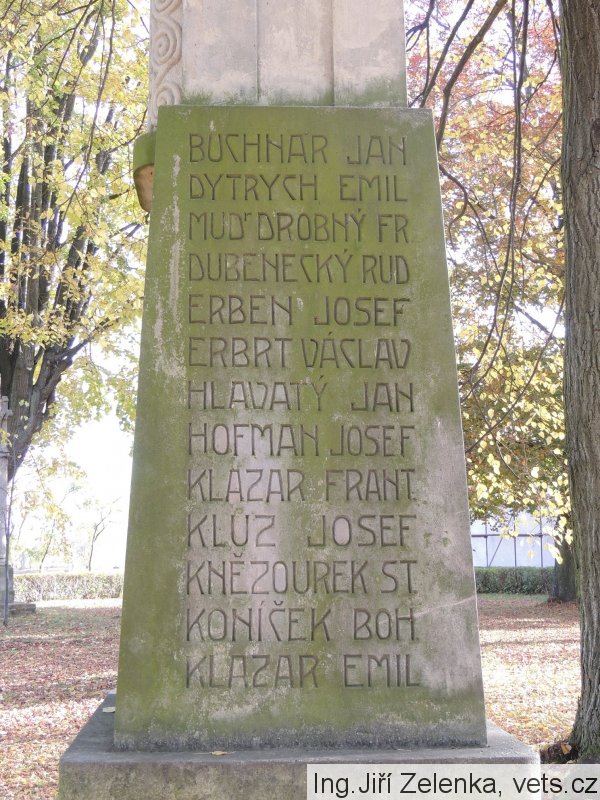 BUCHNAR JAN
DYTRYCH EMIL
MUDr DROBNÝ FR.
DUBENECKÝ RUD
ERBEN JOSEF
ERBRT VÁCLAV
HLAVATÝ JAN
HOFMAN JOSEF
KLAZAR FRANT.
KLŮZ JOSEF
KNĚZOUREK ST.
KONÍČEK BOH.
KLAZAR EMIL
Ing.Jiří Zelenka, vets.cz